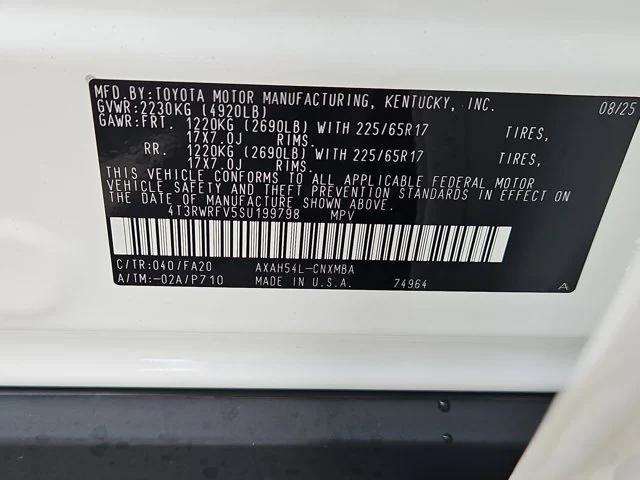 MFD.BY:TOYOTA MOTOR MANUFACTURING, KENTUCKY, INC. 08/25
GVWR:2230KG (4920LB)
GAWR:FRT. 1220KG (2690LB) WITH 225/65R17 TIRES,
17X7.0J RIMS.
RR. 1220KG (2690LB) WITH 225/65R17 TIRES,
17X7.0J RIMS.
THIS VEHICLE CONFORMS TO ALL APPLICABLE FEDERAL MOTOR
VEHICLE SAFETY AND THEFT PREVENTION STANDARDS IN EFFECT ON
THE DATE OF MANUFACTURE SHOWN ABOVE.
4T3RWRFV5SU199798 MPV
C/TR:040/FA20 AXAH54L-CNXMBA
A/TM:-02A/P710 MADE IN U.S.A. 74964 A